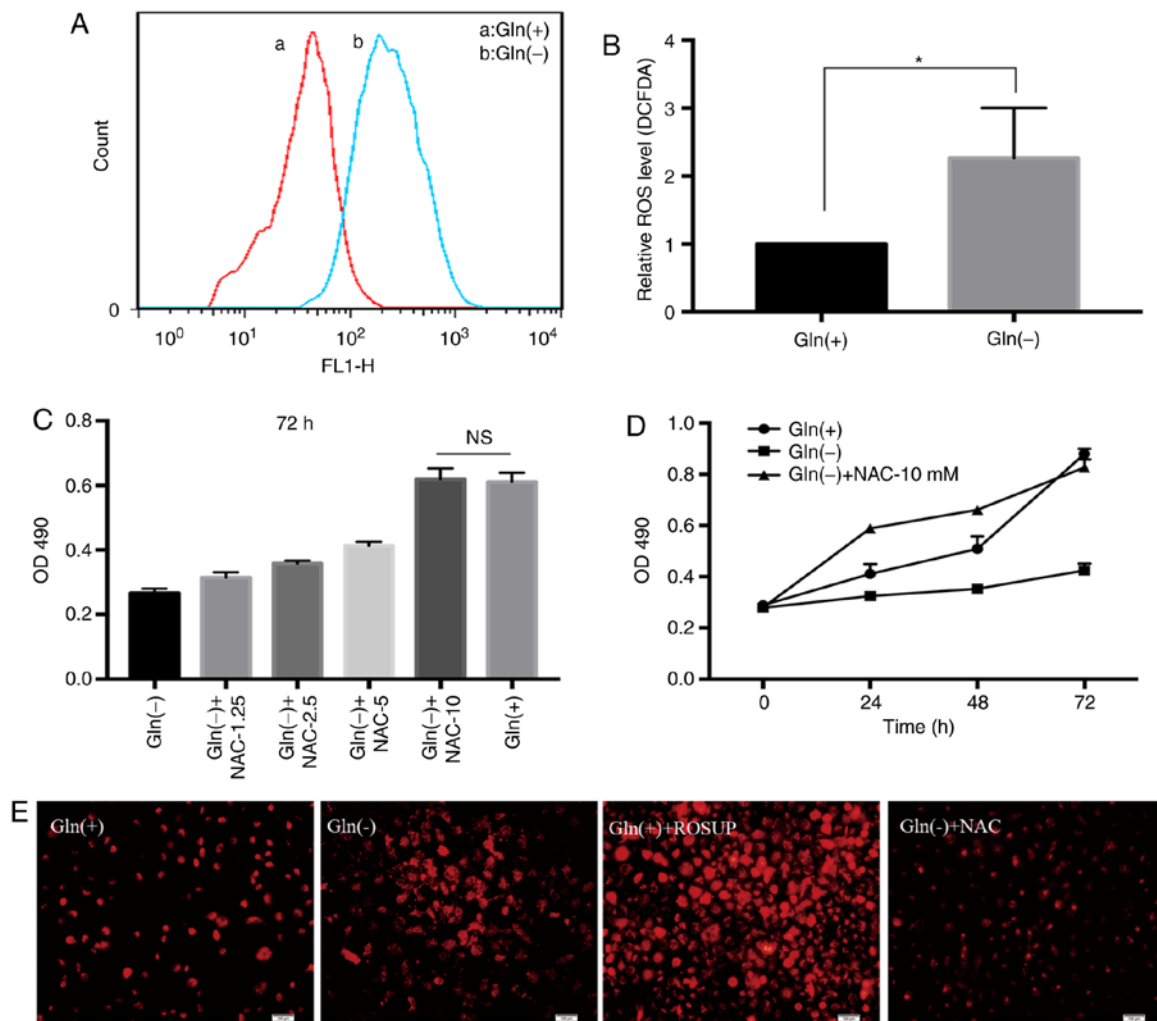 A
a
b
a:Gln(+)
b:Gln(−)
Count
0
10⁰
10¹
10²
10³
10⁴
FL1-H
B
*
Relative ROS level (DCFDA)
4
3
2
1
0
Gln(+)
Gln(−)
C
72 h
NS
OD 490
0.8
0.6
0.4
0.2
0.0
Gln(−)
Gln(−)+
NAC-1.25
Gln(−)+
NAC-2.5
Gln(−)+
NAC-5
Gln(−)+
NAC-10
Gln(+)
D
Gln(+)
Gln(−)
Gln(−)+NAC-10 mM
OD 490
1.0
0.8
0.6
0.4
0.2
0.0
0
24
48
72
Time (h)
E
Gln(+)
Gln(-)
Gln(+)+ROSUP
Gln(-)+NAC